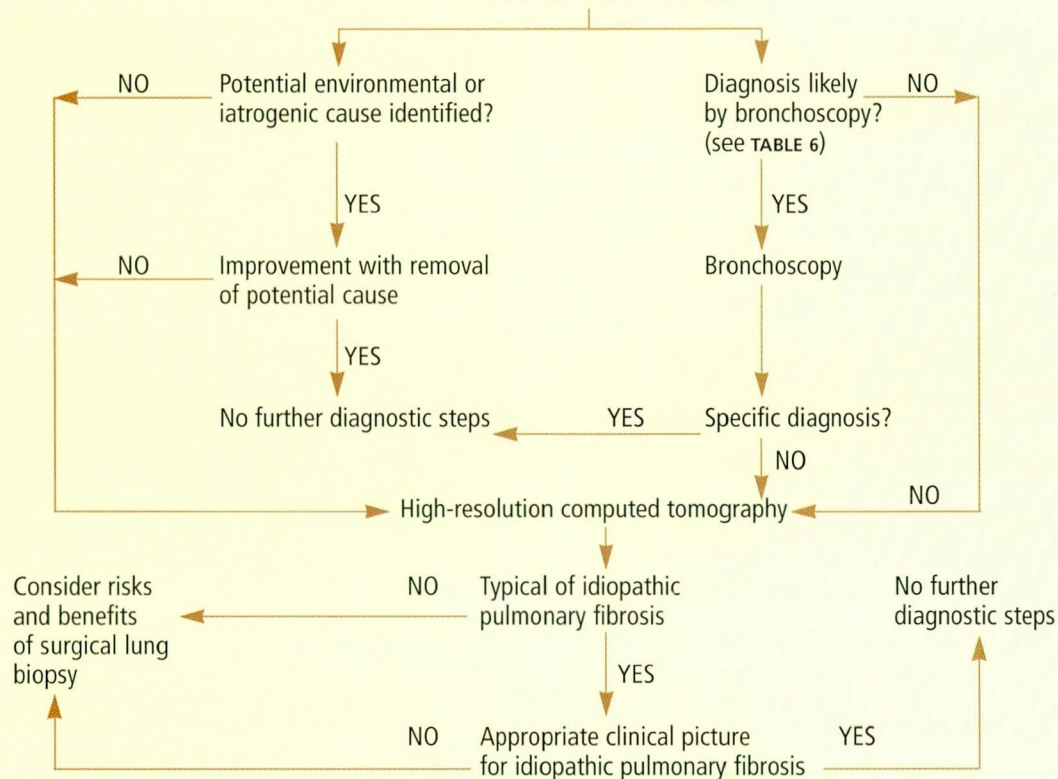 NO
Potential environmental or
iatrogenic cause identified?
Diagnosis likely
by bronchoscopy?
(see TABLE 6)
NO
YES
YES
NO
Improvement with removal
of potential cause
Bronchoscopy
YES
No further diagnostic steps
YES
Specific diagnosis?
NO
NO
High-resolution computed tomography
Consider risks
and benefits
of surgical lung
biopsy
NO
Typical of idiopathic
pulmonary fibrosis
No further
diagnostic steps
YES
NO
Appropriate clinical picture
for idiopathic pulmonary fibrosis
YES